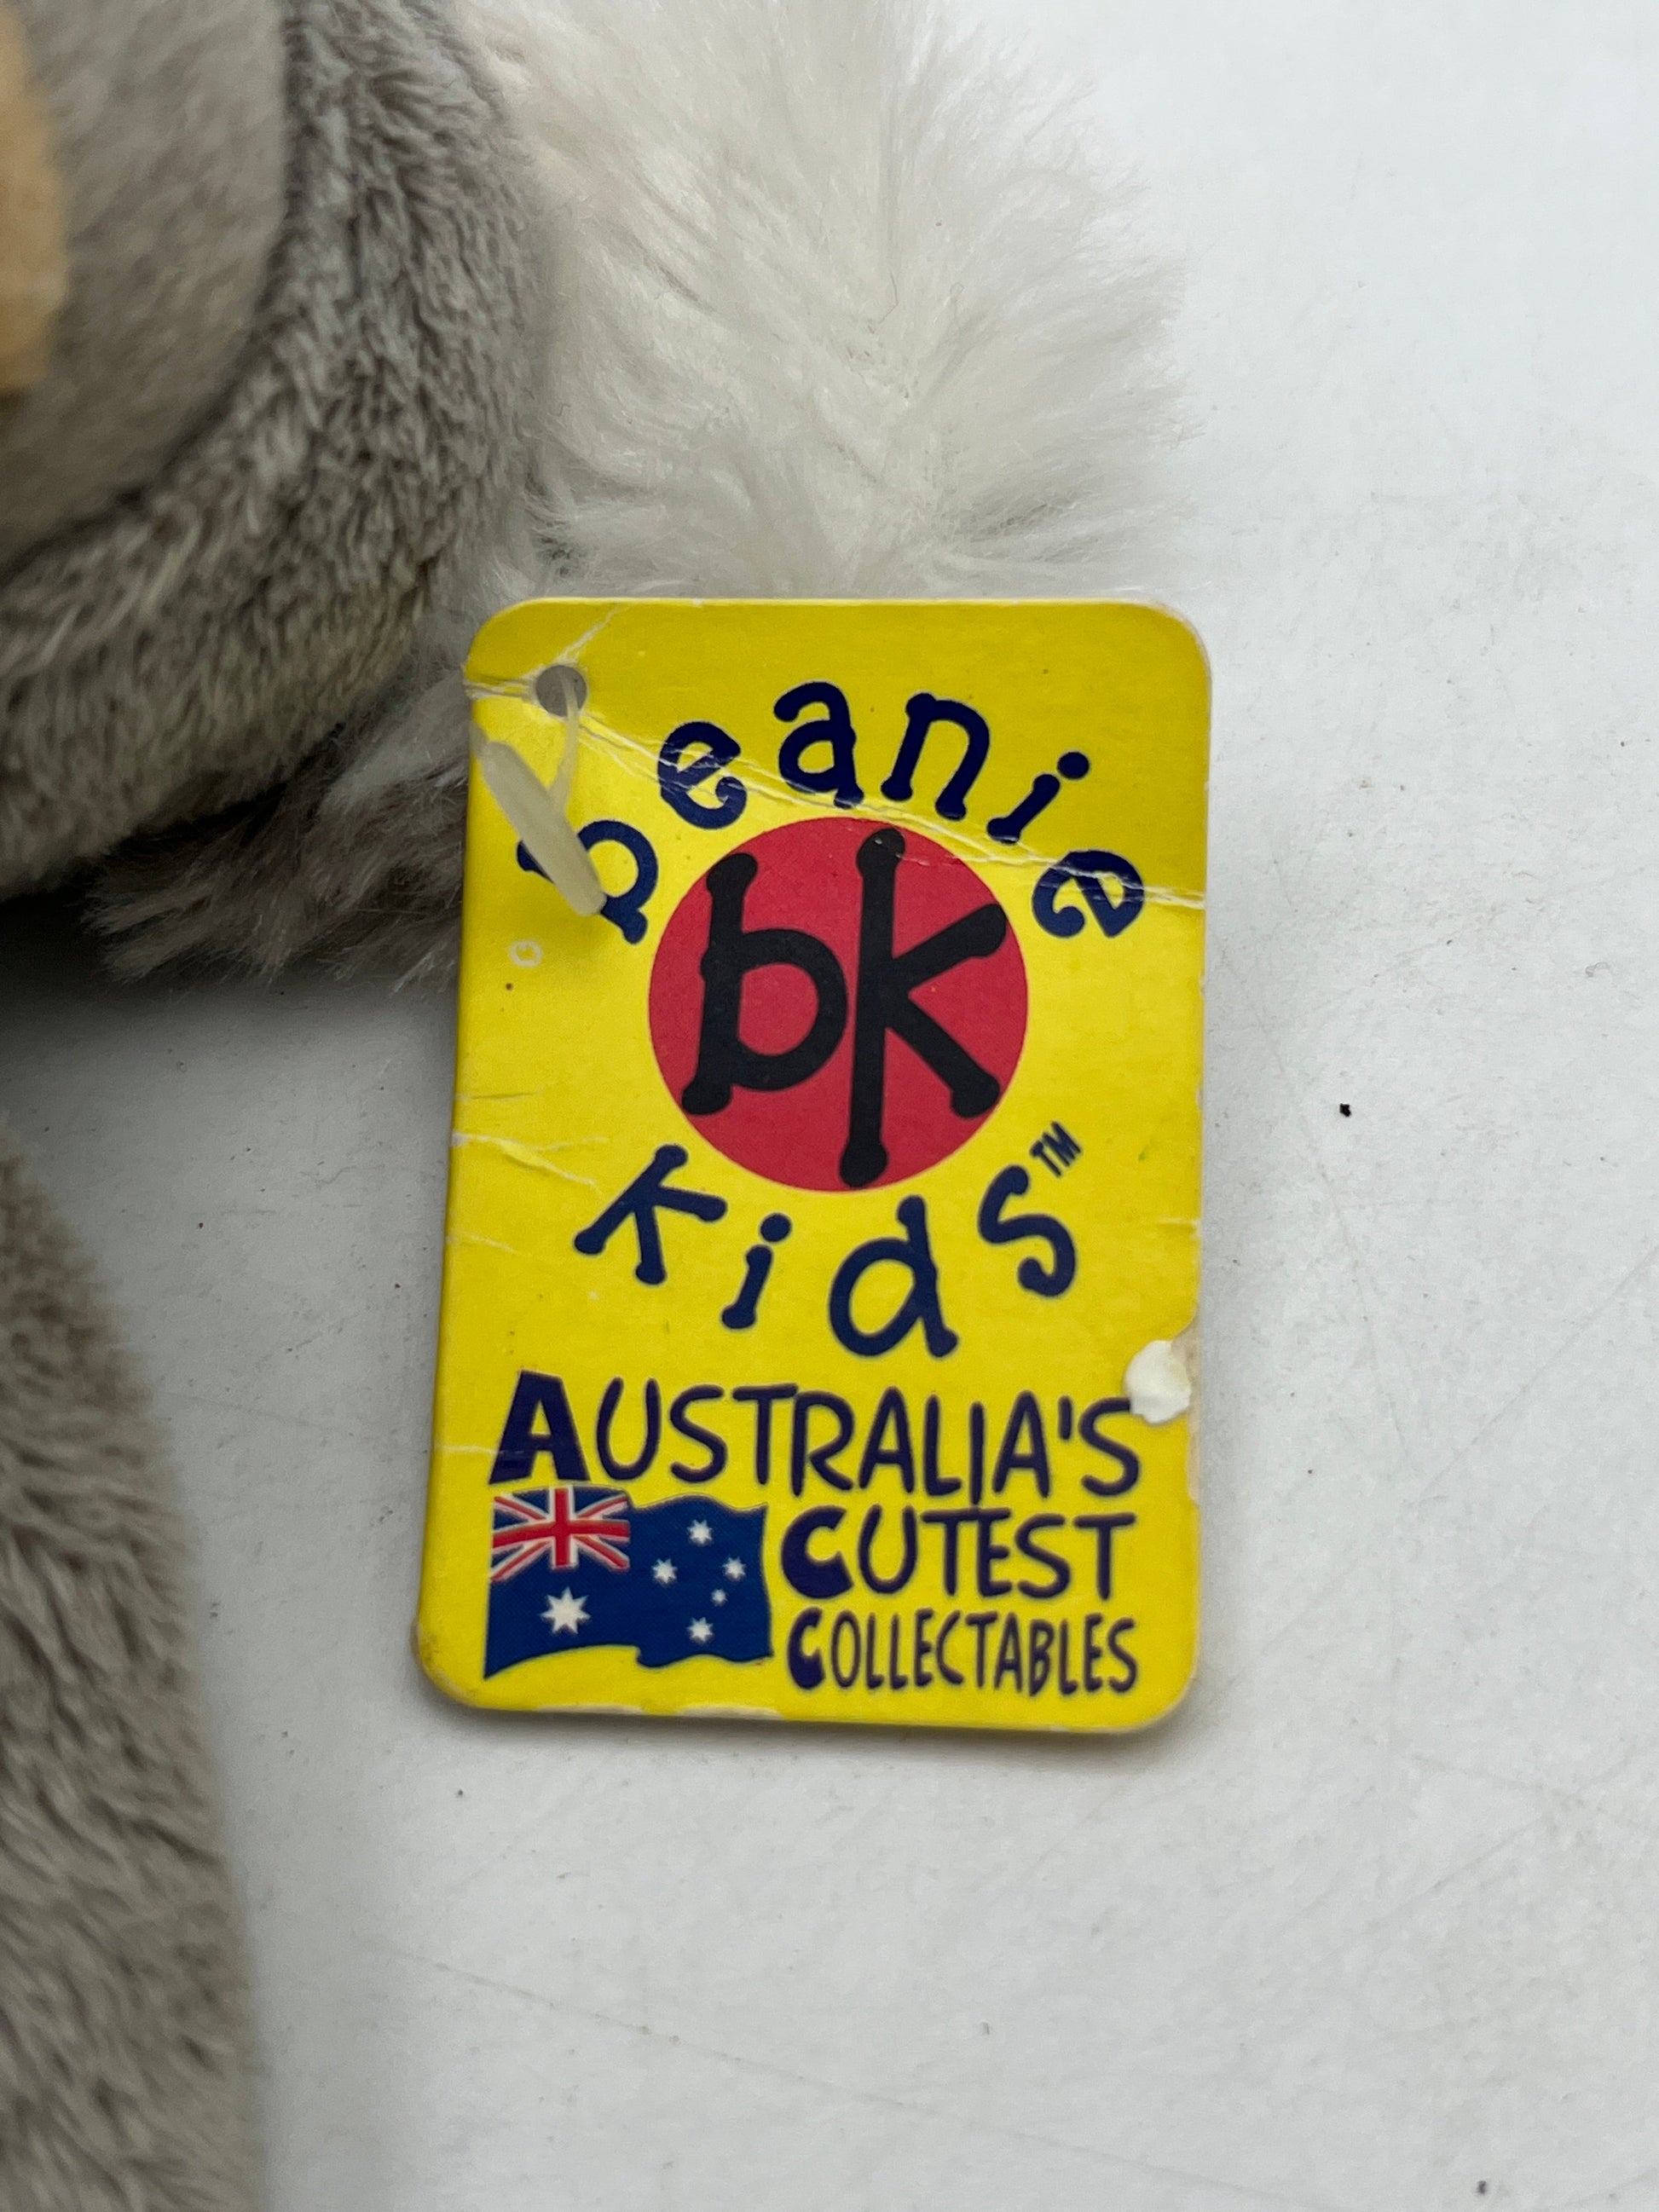 beanie
bk
kids™
AUSTRALIA'S
CUTEST
COLLECTABLES